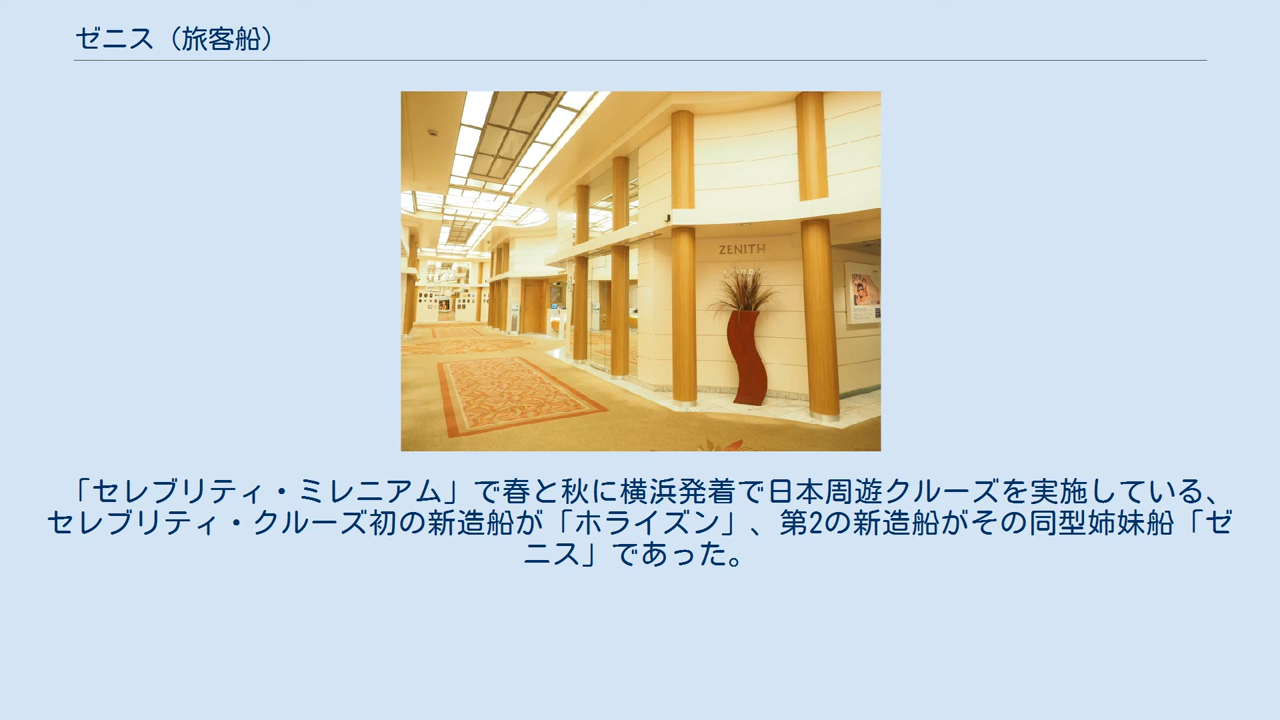 ゼニス（旅客船）
ZENITH
「セレブリティ・ミレニアム」で春と秋に横浜発着で日本周遊クルーズを実施している、
セレブリティ・クルーズ初の新造船が「ホライズン」、第2の新造船がその同型姉妹船「ゼ
ニス」であった。